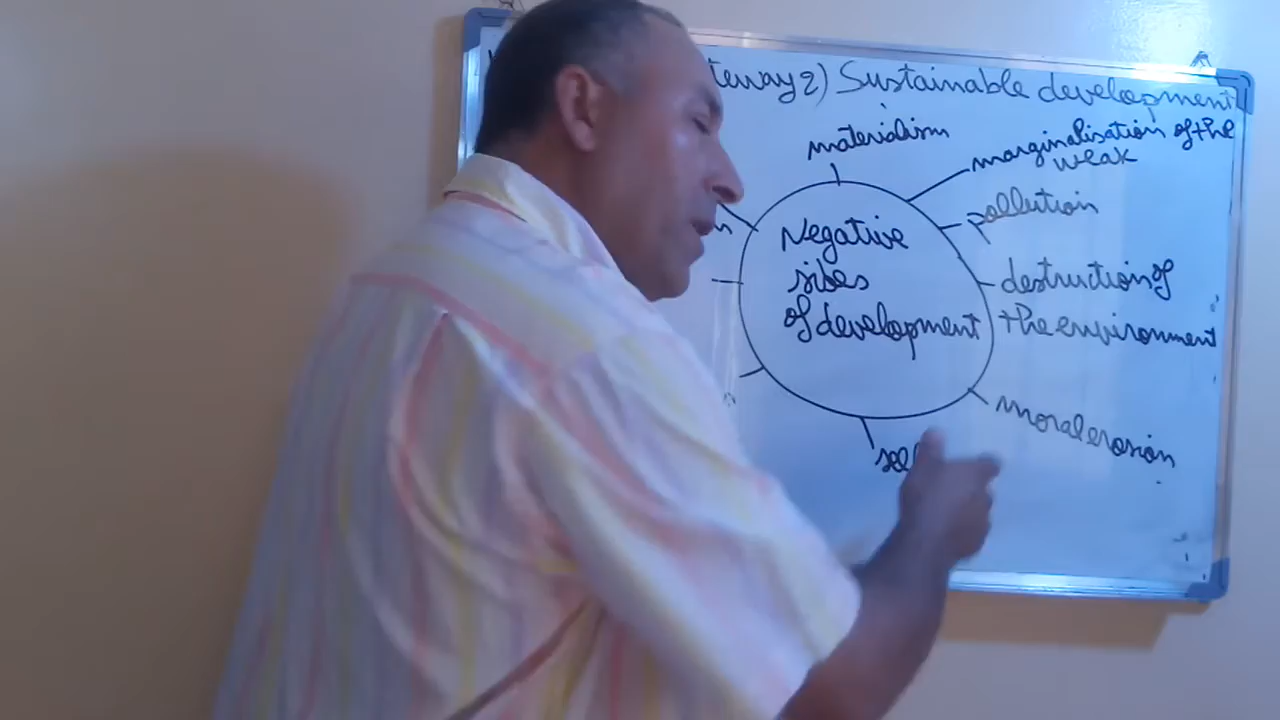 teway 2) Sustainable development
materialism
marginalisation of the
weak
pollution
Negative
sides
of development
destruction of
the environment
moral erosion